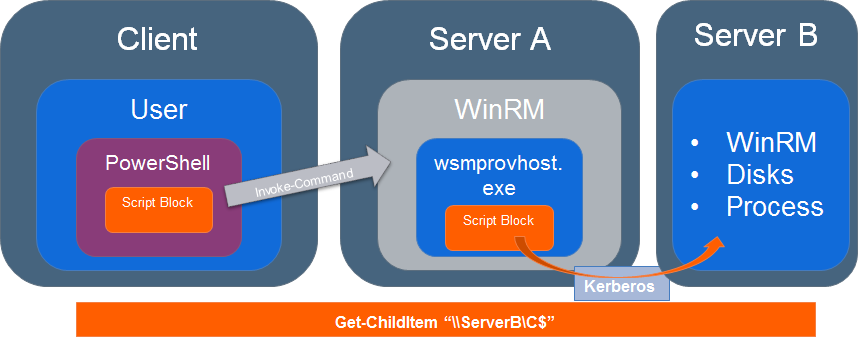 Client
User
PowerShell
Script Block
Invoke-Command
Server A
WinRM
wsmprovhost.
exe
Script Block
Kerberos
Server B
• WinRM
• Disks
• Process
Get-ChildItem “\\ServerB\C$”